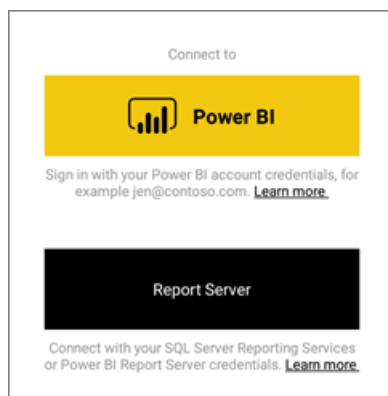 Connect to
Power BI
Sign in with your Power BI account credentials, for
example jen@contoso.com. Learn more
Report Server
Connect with your SQL Server Reporting Services
or Power BI Report Server credentials. Learn more